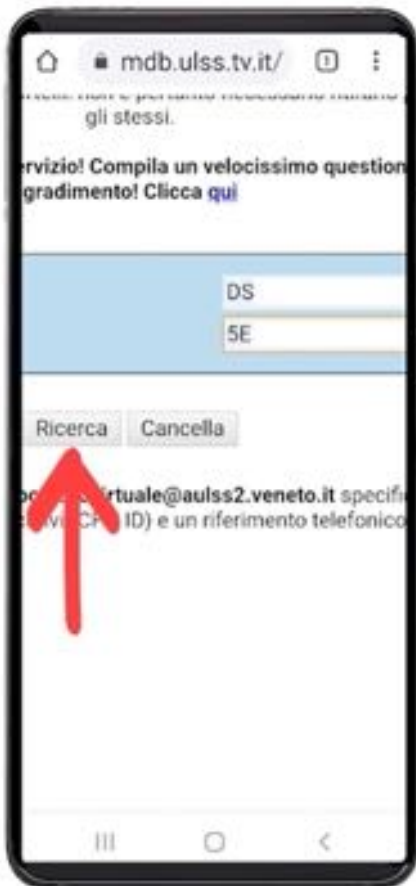 mdb.ulss.tv.it/
gli stessi.
ervizio! Compila un velocissimo question
gradimento! Clicca qui
DS
5E
Ricerca Cancella
rtuale@aulss2.veneto.it specifi
ID) e un riferimento telefonico